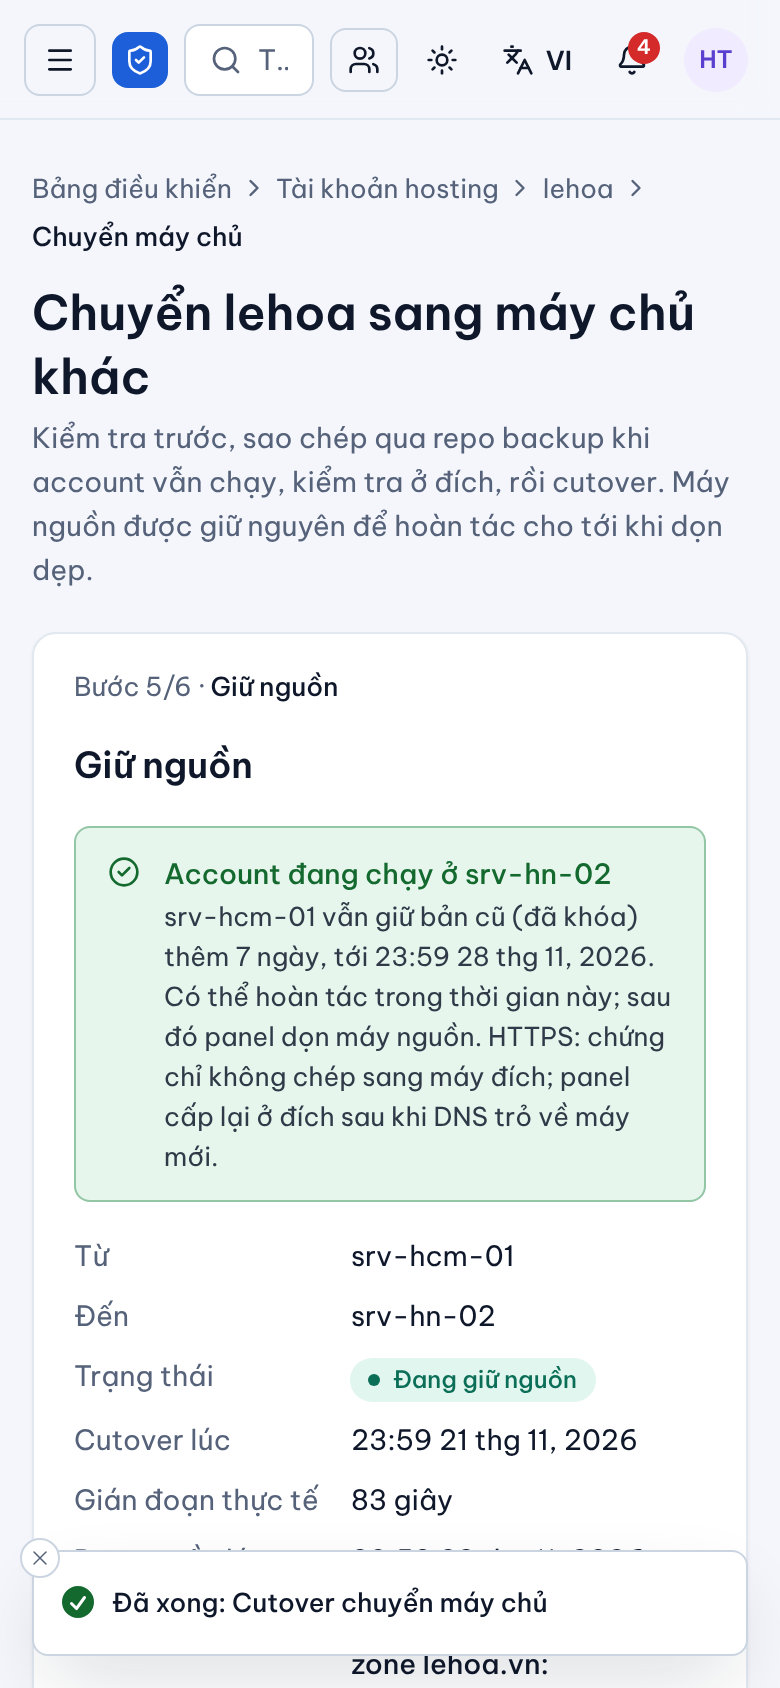 T..
VI
4
HT
Bảng điều khiển > Tài khoản hosting > lehoa >
Chuyển máy chủ
Chuyển lehoa sang máy chủ
khác
Kiểm tra trước, sao chép qua repo backup khi
account vẫn chạy, kiểm tra ở đích, rồi cutover. Máy
nguồn được giữ nguyên để hoàn tác cho tới khi dọn
dẹp.
Bước 5/6 · Giữ nguồn
Giữ nguồn
Account đang chạy ở srv-hn-02
srv-hcm-01 vẫn giữ bản cũ (đã khóa)
thêm 7 ngày, tới 23:59 28 thg 11, 2026.
Có thể hoàn tác trong thời gian này; sau
đó panel dọn máy nguồn. HTTPS: chứng
chỉ không chép sang máy đích; panel
cấp lại ở đích sau khi DNS trỏ về máy
mới.
Từ srv-hcm-01
Đến srv-hn-02
Trạng thái Đang giữ nguồn
Cutover lúc 23:59 21 thg 11, 2026
Gián đoạn thực tế 83 giây
Đã xong: Cutover chuyển máy chủ
zone lehoa.vn: